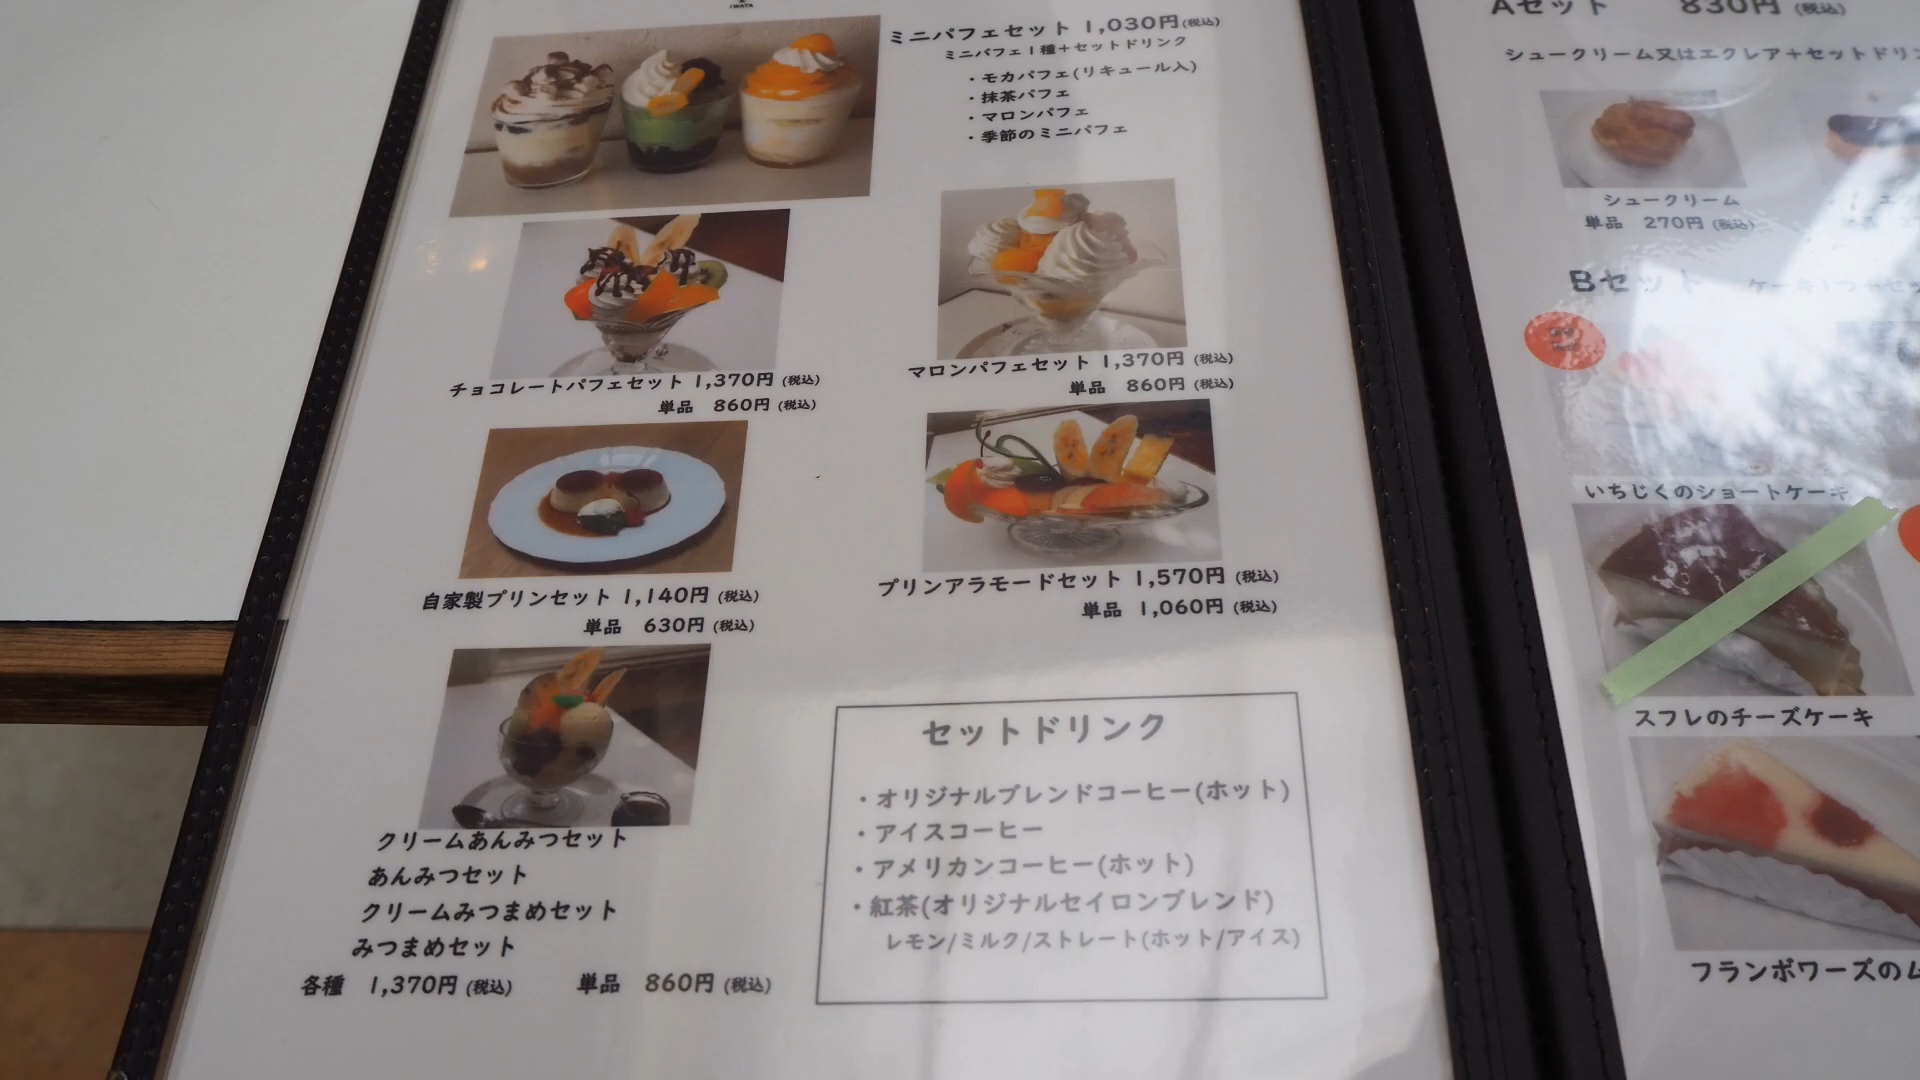 IWATA
ミニパフェセット 1,030円(税込)
ミニパフェ1種+セットドリンク
・モカパフェ(リキュール入)
・抹茶パフェ
・マロンパフェ
・季節のミニパフェ
チョコレートパフェセット 1,370円 (税込)
単品 860円 (税込)
マロンパフェセット 1,370円 (税込)
単品 860円 (税込)
自家製プリンセット 1,140円 (税込)
単品 630円 (税込)
プリンアラモードセット 1,570円 (税込)
単品 1,060円 (税込)
クリームあんみつセット
あんみつセット
クリームみつまめセット
みつまめセット
各種 1,370円 (税込) 単品 860円 (税込)
セットドリンク
・オリジナルブレンドコーヒー(ホット)
・アイスコーヒー
・アメリカンコーヒー(ホット)
・紅茶(オリジナルセイロンブレンド)
レモン/ミルク/ストレート(ホット/アイス)
Aセット 830円 (税込)
シュークリーム又はエクレア+セットドリン
シュークリーム
単品 270円 (税込)
Bセット
いちじくのショートケーキ
スフレのチーズケーキ
フランボワーズのム